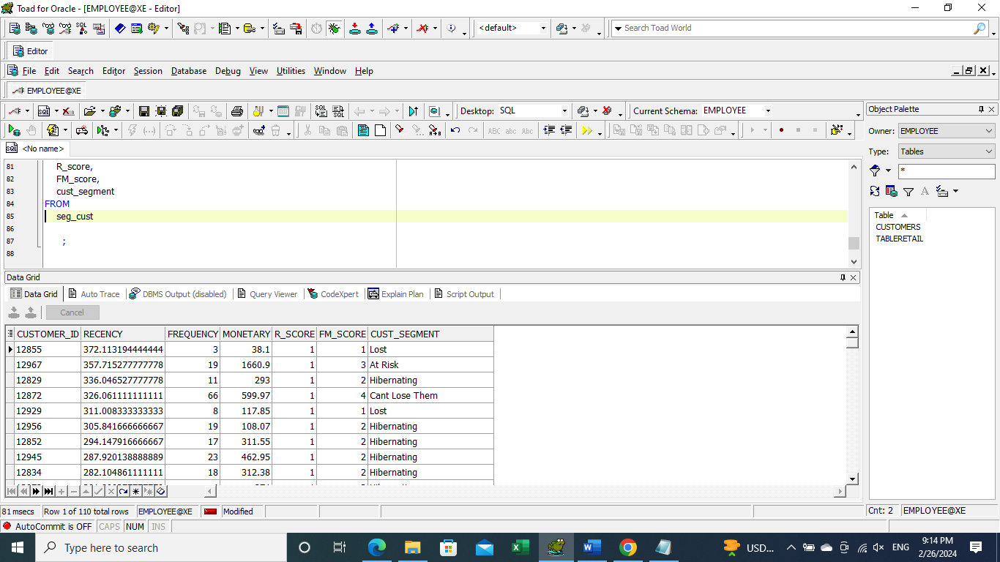 Toad for Oracle - [EMPLOYEE@XE - Editor]
<default>
Search Toad World
Editor
File Edit Search Editor Session Database Debug View Utilities Window Help
EMPLOYEE@XE
SQL
SQL
SQL
SQL
Desktop: SQL
Current Schema: EMPLOYEE
ABC abc Abc
SQL <No name>
81 R_score,
82 FM_score,
83 cust_segment
84 FROM
85 seg_cust
86
87 ;
88
Data Grid
Data Grid Auto Trace DBMS Output (disabled) Query Viewer CodeXpert Explain Plan Script Output
Cancel
CUSTOMER_ID RECENCY FREQUENCY MONETARY R_SCORE FM_SCORE CUST_SEGMENT
12855 372.113194444444 3 38.1 1 1 Lost
12967 357.715277777778 19 1660.9 1 3 At Risk
12829 336.046527777778 11 293 1 2 Hibernating
12872 326.061111111111 66 599.97 1 4 Cant Lose Them
12929 311.008333333333 8 117.85 1 1 Lost
12956 305.841666666667 19 108.07 1 2 Hibernating
12852 294.147916666667 17 311.55 1 2 Hibernating
12945 287.920138888889 23 462.95 1 2 Hibernating
12834 282.104861111111 18 312.38 1 2 Hibernating
81 msecs Row 1 of 110 total rows EMPLOYEE@XE Modified
AutoCommit is OFF CAPS NUM INS
Object Palette
Owner: EMPLOYEE
Type: Tables
*
A
Table
CUSTOMERS
TABLERETAIL
Cnt: 2 EMPLOYEE@XE
Type here to search
USD...
ENG
9:14 PM
2/26/2024